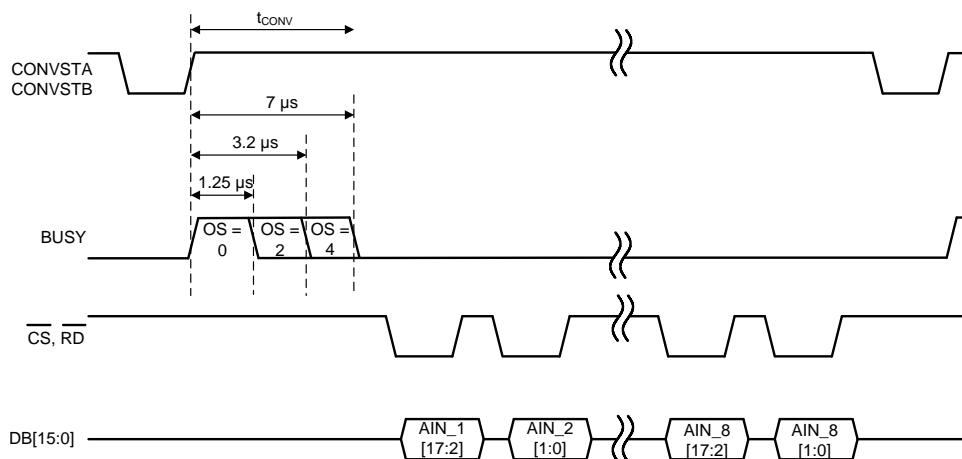 tCONV
CONVSTA
CONVSTB
7 µs
3.2 µs
1.25 µs
BUSY
OS = 0
OS = 2
OS = 4
CS, RD
DB[15:0]
AIN_1
[17:2]
AIN_2
[1:0]
AIN_8
[17:2]
AIN_8
[1:0]